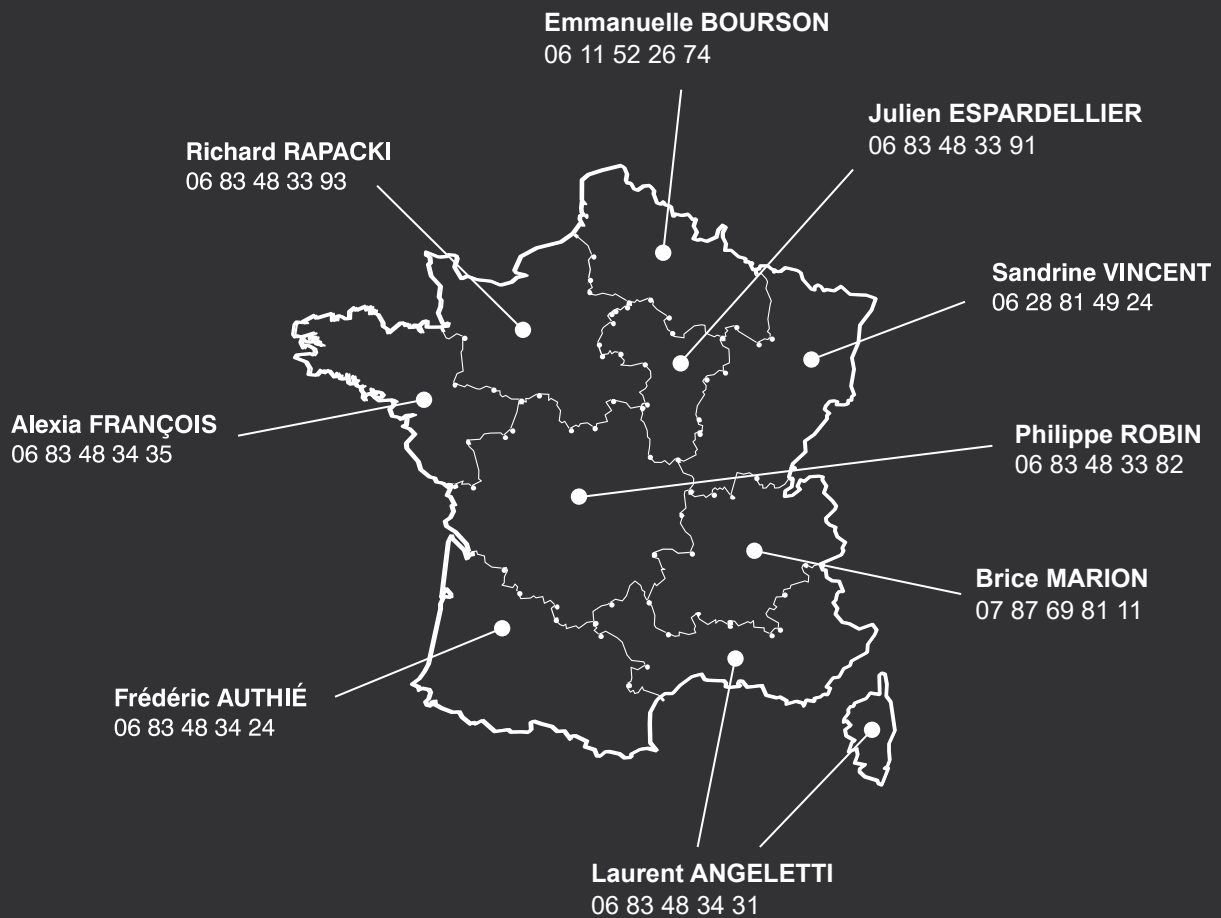 Emmanuelle BOURSON
06 11 52 26 74
Julien ESPARDELLIER
06 83 48 33 91
Richard RAPACKI
06 83 48 33 93
Sandrine VINCENT
06 28 81 49 24
Alexia FRANÇOIS
06 83 48 34 35
Philippe ROBIN
06 83 48 33 82
Brice MARION
07 87 69 81 11
Frédéric AUTHIÉ
06 83 48 34 24
Laurent ANGELETTI
06 83 48 34 31